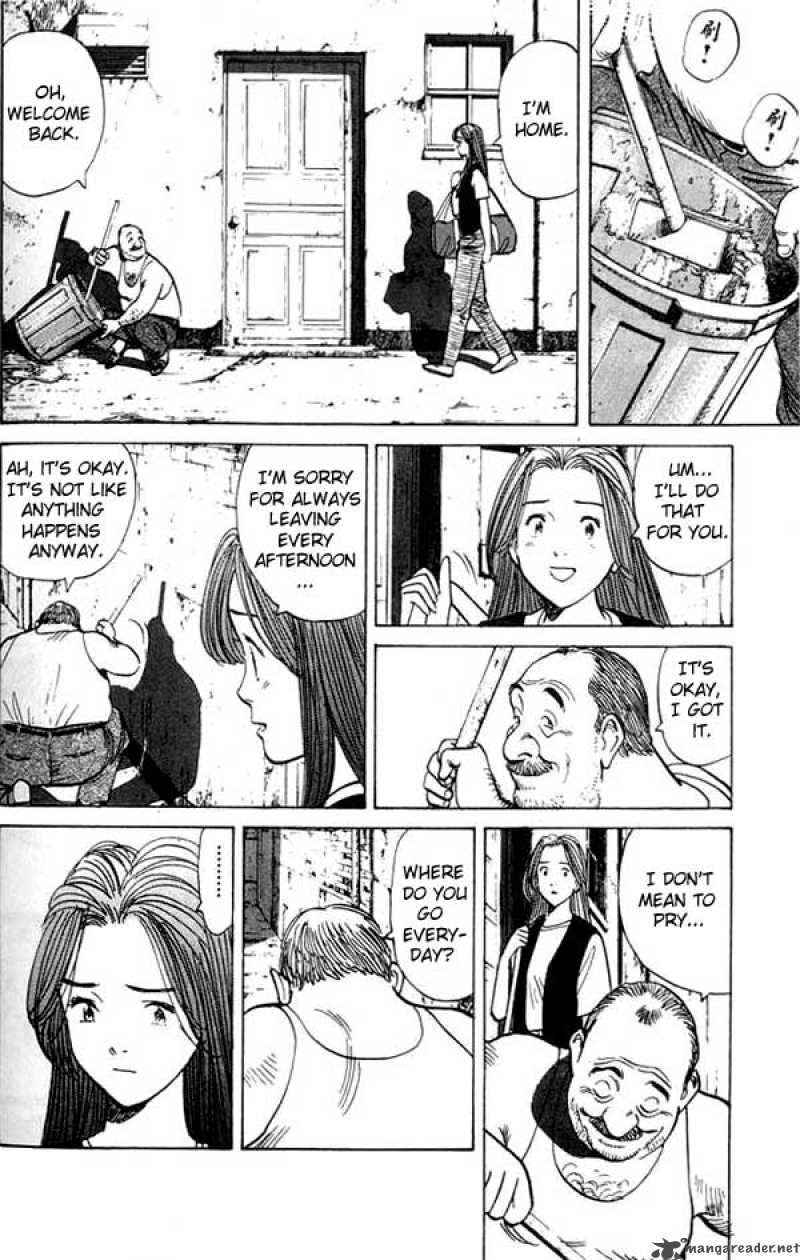 刷!
刷!
I'M
HOME.
OH,
WELCOME
BACK.
UM...
I'LL DO
THAT
FOR YOU.
IT'S
OKAY,
I GOT
IT.
I'M SORRY
FOR ALWAYS
LEAVING
EVERY
AFTERNOON
...
AH, IT'S OKAY.
IT'S NOT LIKE
ANYTHING
HAPPENS
ANYWAY.
I DON'T
MEAN TO
PRY...
WHERE
DO YOU
GO
EVERY-
DAY?
........
mangareader.net